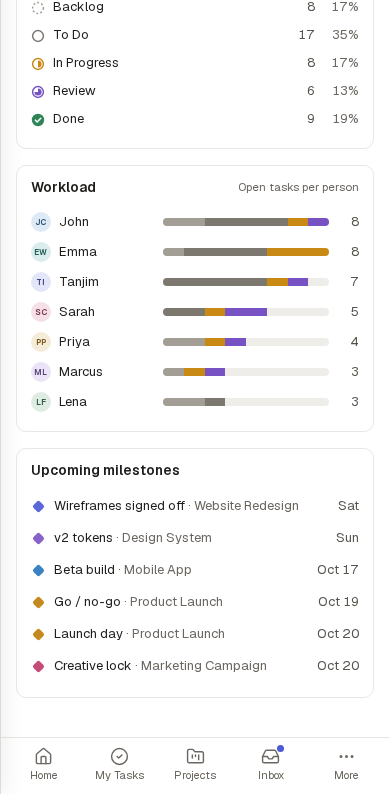 Backlog 8 17%
To Do 17 35%
In Progress 8 17%
Review 6 13%
Done 9 19%
Workload Open tasks per person
JC John 8
EW Emma 8
TI Tanjim 7
SC Sarah 5
PP Priya 4
ML Marcus 3
LF Lena 3
Upcoming milestones
Wireframes signed off · Website Redesign Sat
v2 tokens · Design System Sun
Beta build · Mobile App Oct 17
Go / no-go · Product Launch Oct 19
Launch day · Product Launch Oct 20
Creative lock · Marketing Campaign Oct 20
Home My Tasks Projects Inbox More